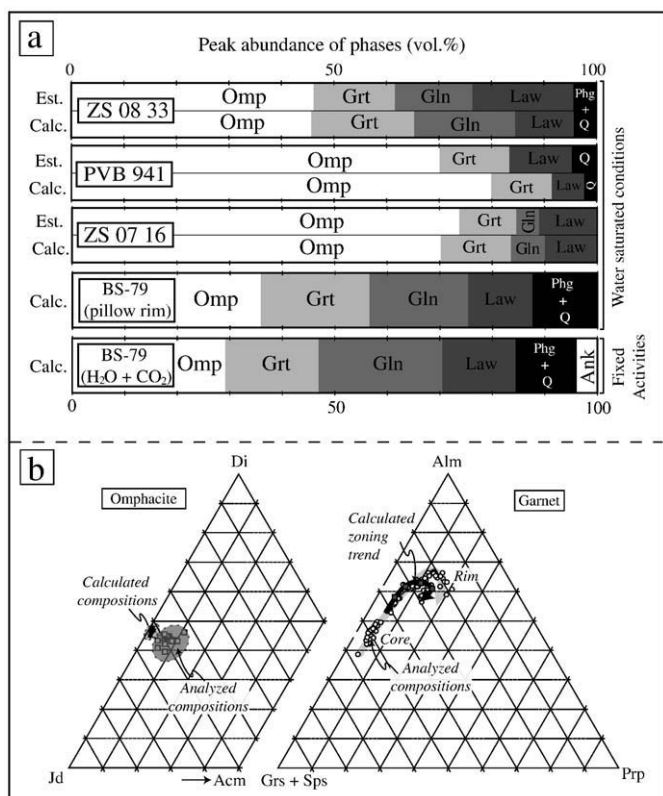 a
Peak abundance of phases (vol.%)
0 50 100
Est. Omp Grt Gln Law Phg + Q
ZS 08 33
Calc. Omp Grt Gln Law
Est. Omp Grt Law Q
PVB 941
Calc. Omp Grt Law Q
Est. Omp Grt Gln Law
ZS 07 16
Calc. Omp Grt Gln Law
Water saturated conditions
Calc. BS-79 (pillow rim) Omp Grt Gln Law Phg + Q
Calc. BS-79 (H₂O + CO₂) Omp Grt Gln Law Phg + Q Ank
Fixed Activities
0 50 100
b
Di
Omphacite
Calculated compositions
Analyzed compositions
Jd
Acm
Alm
Garnet
Calculated zoning trend
Rim
Core
Analyzed compositions
Grs + Sps
Prp